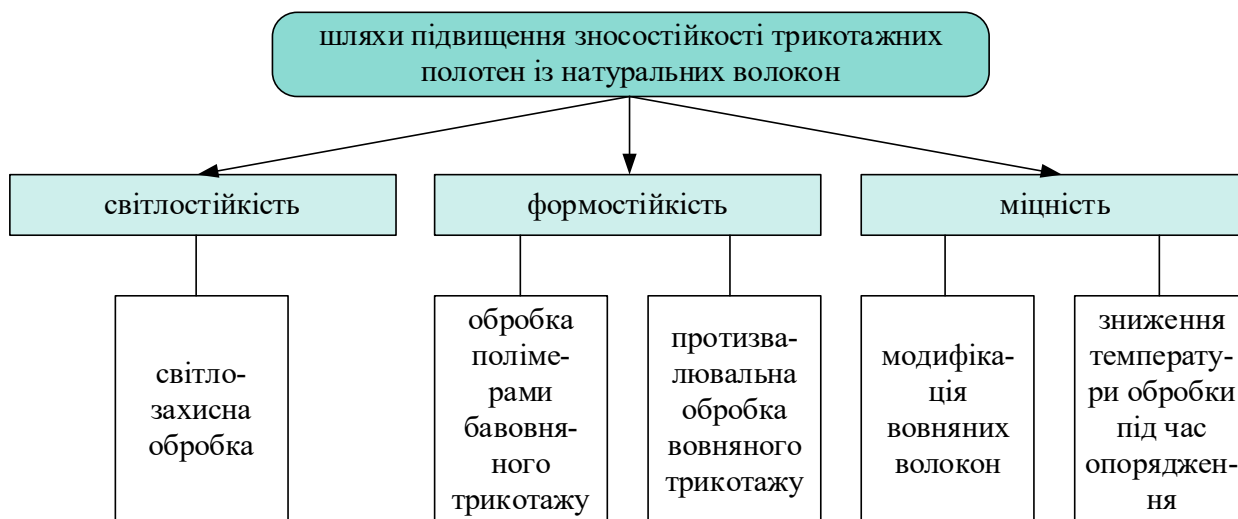 шляхи підвищення зносостійкості трикотажних
полотен із натуральних волокон
світлостійкість
формостійкість
міцність
світло-
захисна
обробка
обробка
поліме-
рами
бавовня-
ного
трикотажу
протизва-
лювальна
обробка
вовняного
трикотажу
модифіка-
ція
вовняних
волокон
зниження
температу-
ри обробки
під час
опоряджен-
ня